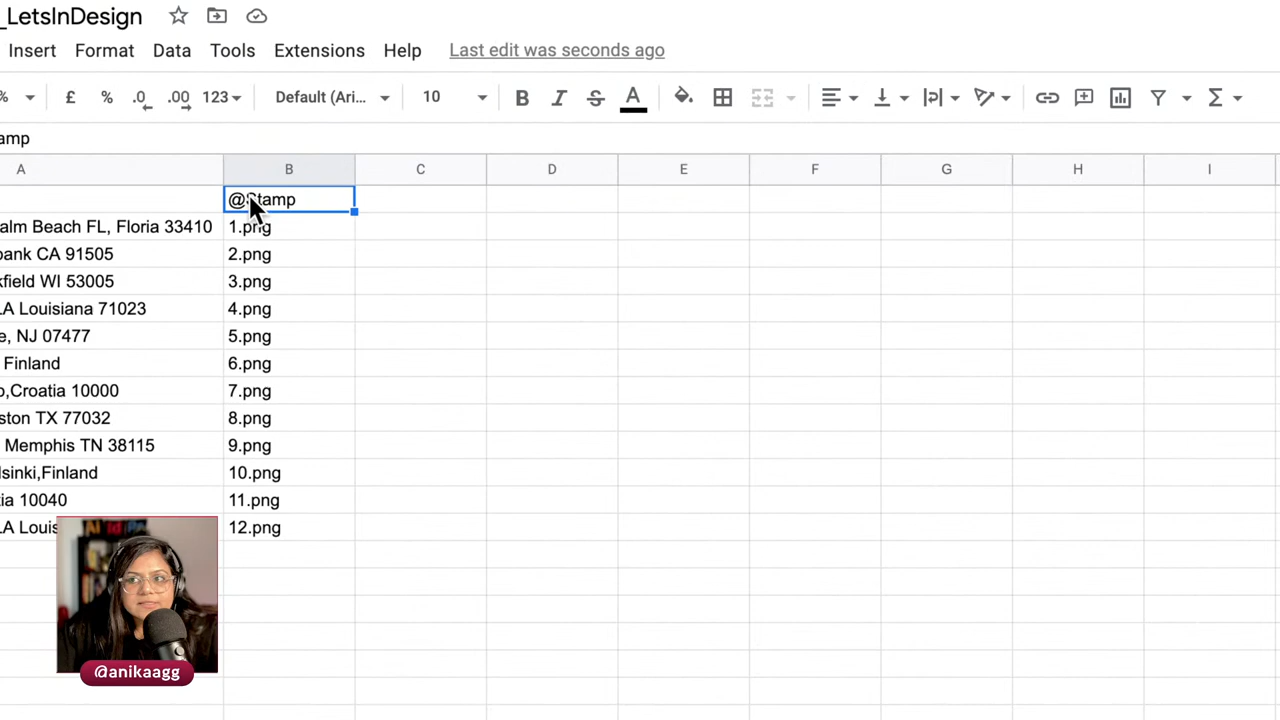 _LetsInDesign
Insert Format Data Tools Extensions Help Last edit was seconds ago
% £ % .0 .00 123 Default (Ari... 10 B I S A
amp
A B C D E F G H I
@Stamp
alm Beach FL, Floria 33410 1.png
bank CA 91505 2.png
kfield WI 53005 3.png
LA Louisiana 71023 4.png
e, NJ 07477 5.png
Finland 6.png
o,Croatia 10000 7.png
ston TX 77032 8.png
Memphis TN 38115 9.png
lsinki,Finland 10.png
tia 10040 11.png
LA Louis 12.png
Ai Id
@anikaagg